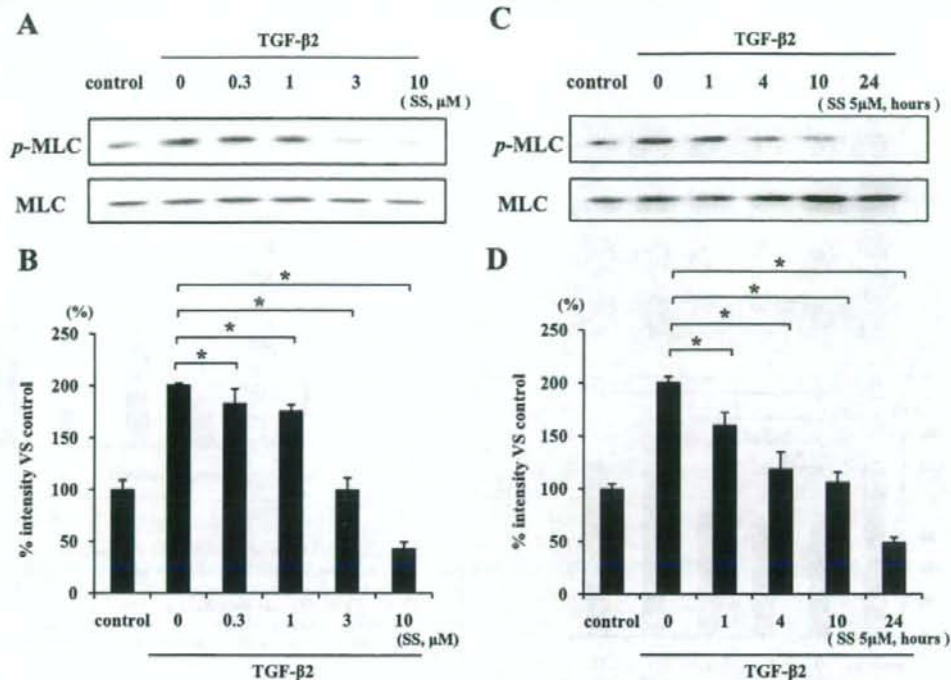 A
TGF-β2
control 0 0.3 1 3 10
( SS, μM )
p-MLC
MLC
B
(%)
* * * *
250
200
150
100
50
0
% intensity VS control
control 0 0.3 1 3 10
(SS, μM)
TGF-β2
C
TGF-β2
control 0 1 4 10 24
( SS 5μM, hours)
p-MLC
MLC
D
(%)
* * * *
250
200
150
100
50
0
% intensity VS control
control 0 1 4 10 24
( SS 5μM, hours)
TGF-β2